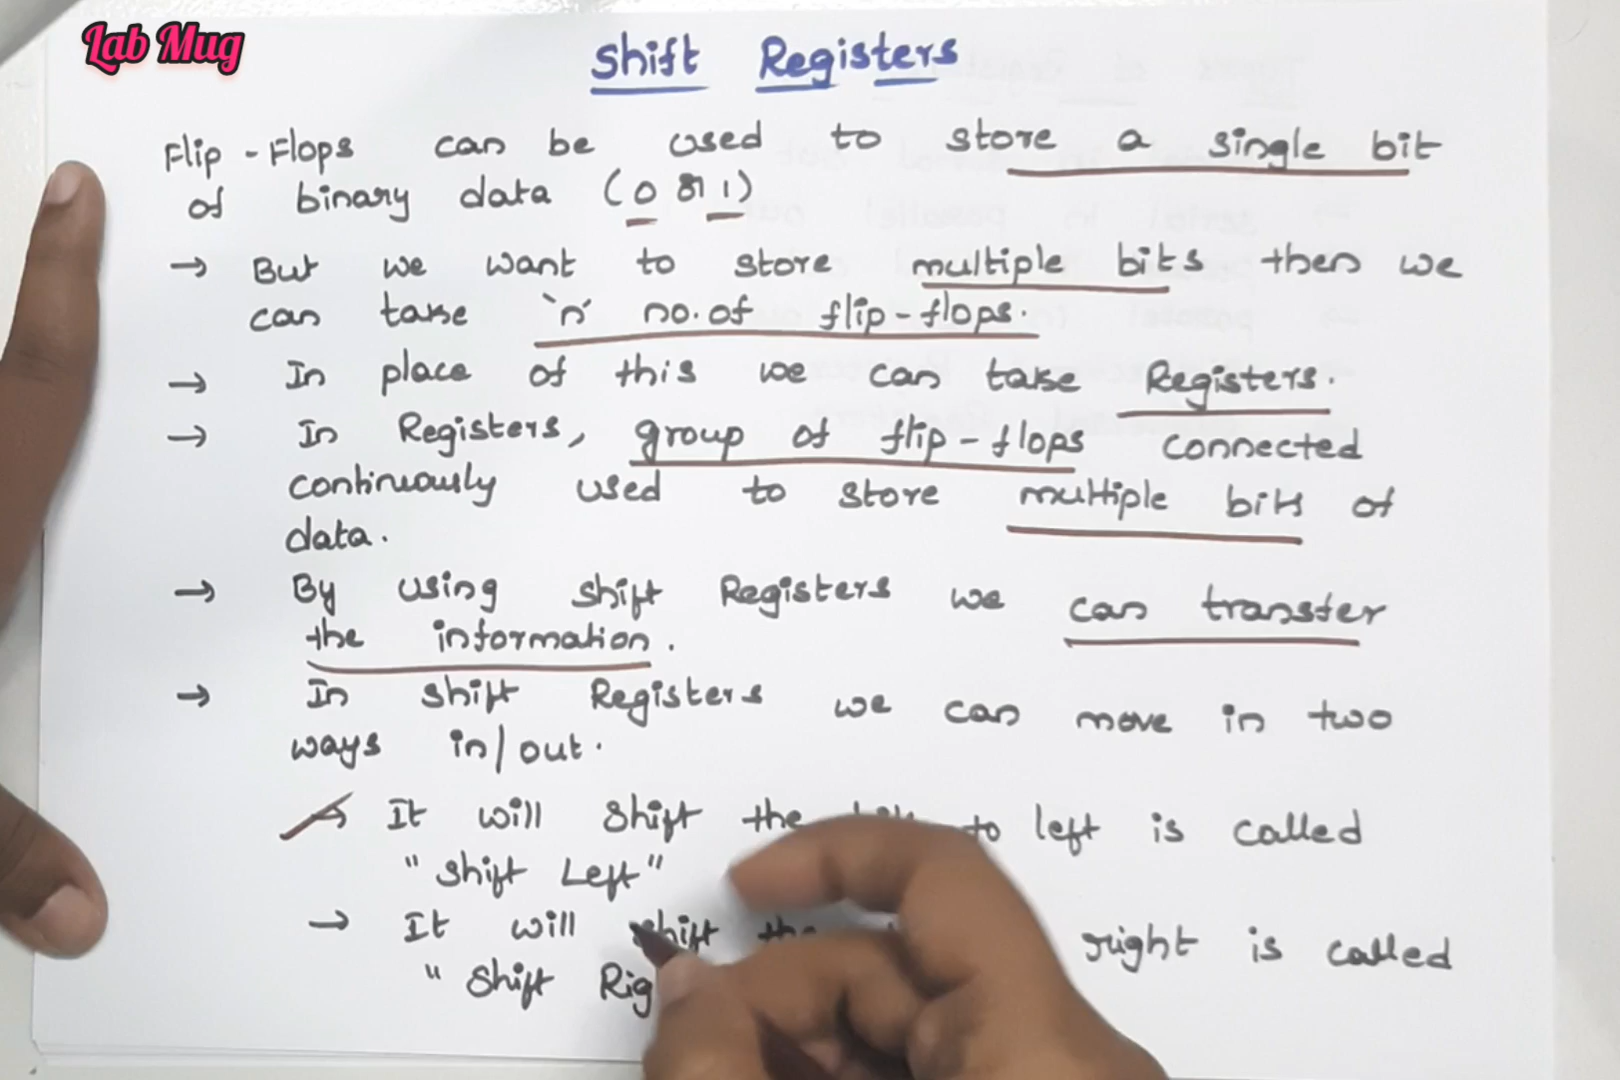 Lab Mug
Shift Registers
Flip-Flops can be used to store a single bit
of binary data (0 or 1)
→ But we want to store multiple bits then we
can take 'n' no.of flip-flops.
→ In place of this we can take Registers.
→ In Registers, group of flip-flops connected
continuously used to store multiple bits of
data.
→ By using shift Registers we can transfer
the information.
→ In shift Registers we can move in two
ways in/out.
→ It will shift the to left is called
"Shift Left"
→ It will shift the right is called
"Shift